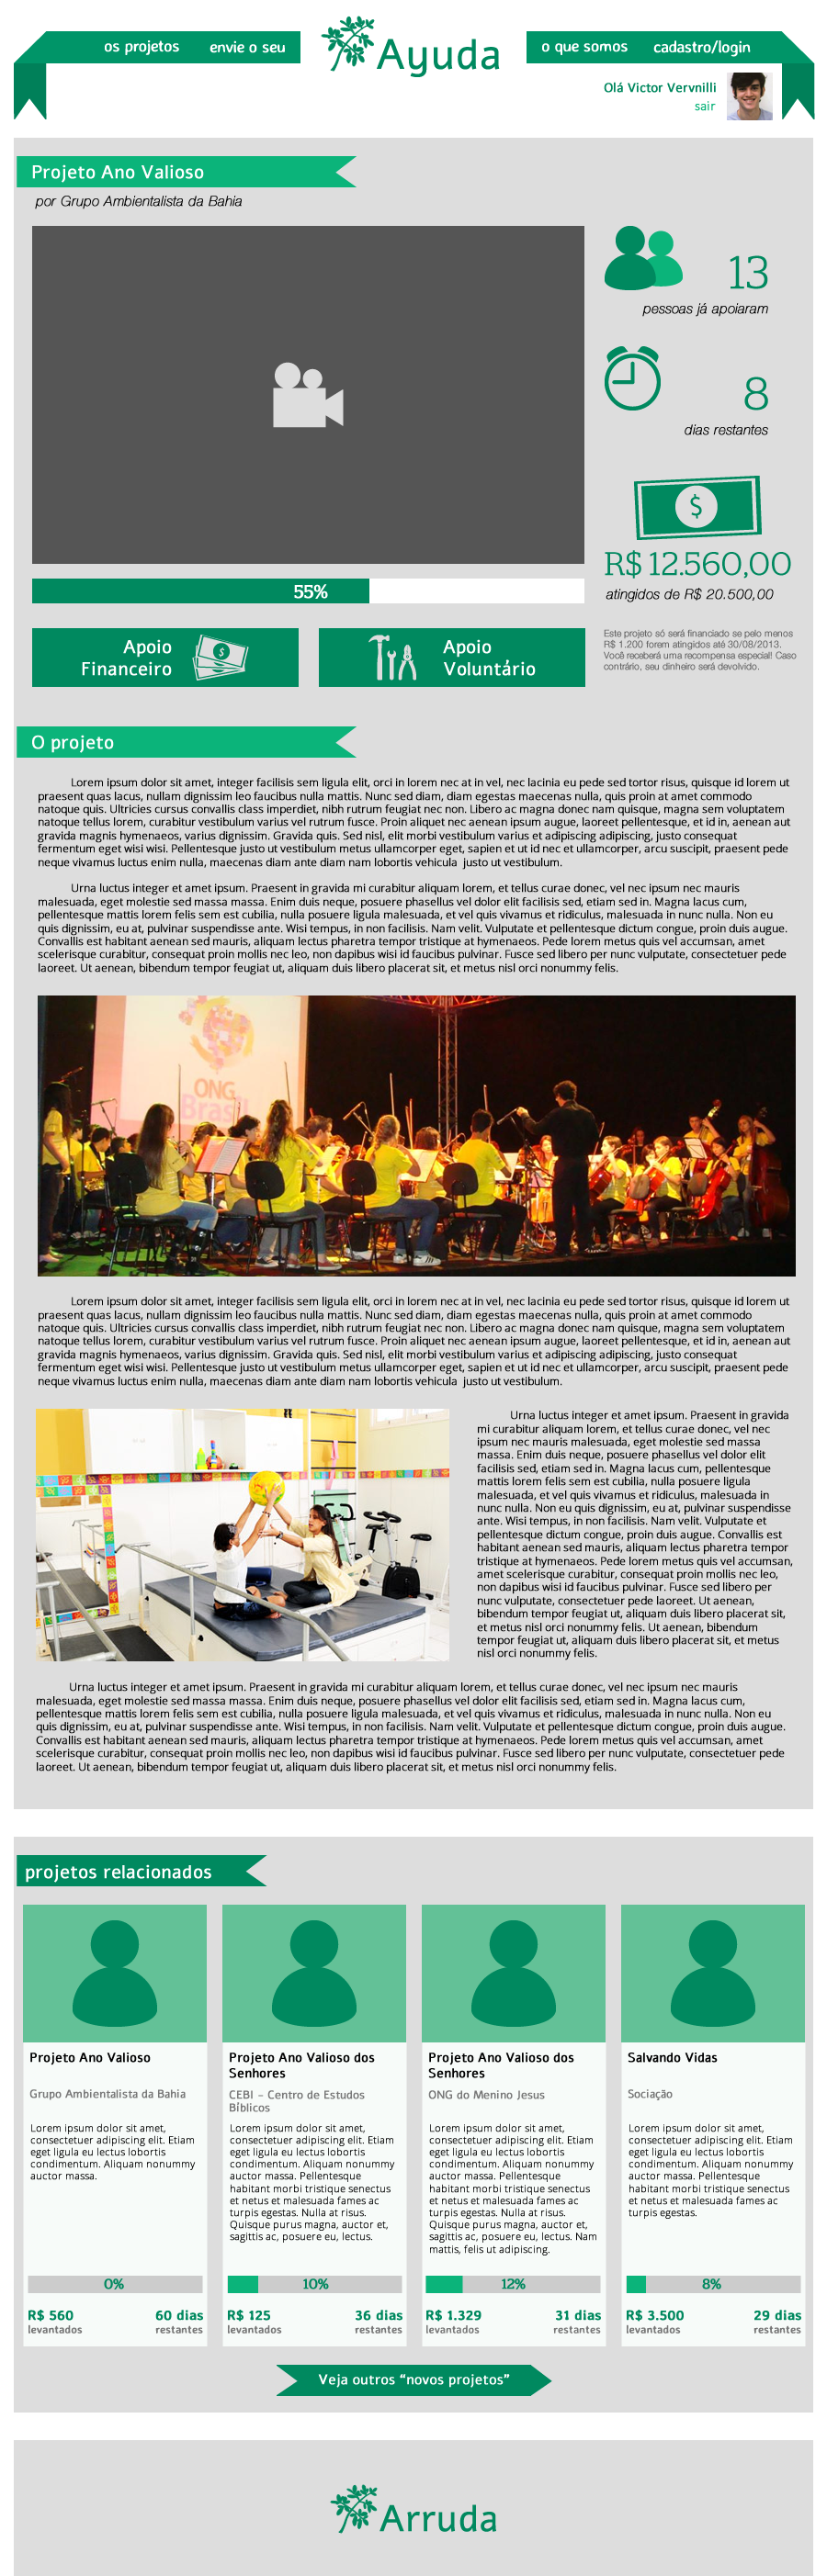 os projetos envie o seu Ayuda o que somos cadastro/login
Olá Victor Vervnilli
sair
Projeto Ano Valioso
por Grupo Ambientalista da Bahia
13
pessoas já apoiaram
8
dias restantes
$
R$ 12.560,00
atingidos de R$ 20.500,00
55%
Apoio
Financeiro
$
Apoio
Voluntário
Este projeto só será financiado se pelo menos
R$ 1.200 forem atingidos até 30/08/2013.
Você receberá uma recompensa especial! Caso
contrário, seu dinheiro será devolvido.
O projeto
Lorem ipsum dolor sit amet, integer facilisis sem ligula elit, orci in lorem nec at in vel, nec lacinia eu pede sed tortor risus, quisque id lorem ut
praesent quas lacus, nullam dignissim leo faucibus nulla mattis. Nunc sed diam, diam egestas maecenas nulla, quis proin at amet commodo
natoque quis. Ultricies cursus convallis class imperdiet, nibh rutrum feugiat nec non. Libero ac magna donec nam quisque, magna sem voluptatem
natoque tellus lorem, curabitur vestibulum varius vel rutrum fusce. Proin aliquet nec aenean ipsum augue, laoreet pellentesque, et id in, aenean aut
gravida magnis hymenaeos, varius dignissim. Gravida quis. Sed nisl, elit morbi vestibulum varius et adipiscing adipiscing, justo consequat
fermentum eget wisi wisi. Pellentesque justo ut vestibulum metus ullamcorper eget, sapien et ut id nec et ullamcorper, arcu suscipit, praesent pede
neque vivamus luctus enim nulla, maecenas diam ante diam nam lobortis vehicula justo ut vestibulum.
Urna luctus integer et amet ipsum. Praesent in gravida mi curabitur aliquam lorem, et tellus curae donec, vel nec ipsum nec mauris
malesuada, eget molestie sed massa massa. Enim duis neque, posuere phasellus vel dolor elit facilisis sed, etiam sed in. Magna lacus cum,
pellentesque mattis lorem felis sem est cubilia, nulla posuere ligula malesuada, et vel quis vivamus et ridiculus, malesuada in nunc nulla. Non eu
quis dignissim, eu at, pulvinar suspendisse ante. Wisi tempus, in non facilisis. Nam velit. Vulputate et pellentesque dictum congue, proin duis augue.
Convallis est habitant aenean sed mauris, aliquam lectus pharetra tempor tristique at hymenaeos. Pede lorem metus quis vel accumsan, amet
scelerisque curabitur, consequat proin mollis nec leo, non dapibus wisi id faucibus pulvinar. Fusce sed libero per nunc vulputate, consectetuer pede
laoreet. Ut aenean, bibendum tempor feugiat ut, aliquam duis libero placerat sit, et metus nisl orci nonummy felis.
ONG
Brasil
Lorem ipsum dolor sit amet, integer facilisis sem ligula elit, orci in lorem nec at in vel, nec lacinia eu pede sed tortor risus, quisque id lorem ut
praesent quas lacus, nullam dignissim leo faucibus nulla mattis. Nunc sed diam, diam egestas maecenas nulla, quis proin at amet commodo
natoque quis. Ultricies cursus convallis class imperdiet, nibh rutrum feugiat nec non. Libero ac magna donec nam quisque, magna sem voluptatem
natoque tellus lorem, curabitur vestibulum varius vel rutrum fusce. Proin aliquet nec aenean ipsum augue, laoreet pellentesque, et id in, aenean aut
gravida magnis hymenaeos, varius dignissim. Gravida quis. Sed nisl, elit morbi vestibulum varius et adipiscing adipiscing, justo consequat
fermentum eget wisi wisi. Pellentesque justo ut vestibulum metus ullamcorper eget, sapien et ut id nec et ullamcorper, arcu suscipit, praesent pede
neque vivamus luctus enim nulla, maecenas diam ante diam nam lobortis vehicula justo ut vestibulum.
Urna luctus integer et amet ipsum. Praesent in gravida
mi curabitur aliquam lorem, et tellus curae donec, vel nec
ipsum nec mauris malesuada, eget molestie sed massa
massa. Enim duis neque, posuere phasellus vel dolor elit
facilisis sed, etiam sed in. Magna lacus cum, pellentesque
mattis lorem felis sem est cubilia, nulla posuere ligula
malesuada, et vel quis vivamus et ridiculus, malesuada in
nunc nulla. Non eu quis dignissim, eu at, pulvinar suspendisse
ante. Wisi tempus, in non facilisis. Nam velit. Vulputate et
pellentesque dictum congue, proin duis augue. Convallis est
habitant aenean sed mauris, aliquam lectus pharetra tempor
tristique at hymenaeos. Pede lorem metus quis vel accumsan,
amet scelerisque curabitur, consequat proin mollis nec leo,
non dapibus wisi id faucibus pulvinar. Fusce sed libero per
nunc vulputate, consectetuer pede laoreet. Ut aenean,
bibendum tempor feugiat ut, aliquam duis libero placerat sit,
et metus nisl orci nonummy felis. Ut aenean, bibendum
tempor feugiat ut, aliquam duis libero placerat sit, et metus
nisl orci nonummy felis.
Urna luctus integer et amet ipsum. Praesent in gravida mi curabitur aliquam lorem, et tellus curae donec, vel nec ipsum nec mauris
malesuada, eget molestie sed massa massa. Enim duis neque, posuere phasellus vel dolor elit facilisis sed, etiam sed in. Magna lacus cum,
pellentesque mattis lorem felis sem est cubilia, nulla posuere ligula malesuada, et vel quis vivamus et ridiculus, malesuada in nunc nulla. Non eu
quis dignissim, eu at, pulvinar suspendisse ante. Wisi tempus, in non facilisis. Nam velit. Vulputate et pellentesque dictum congue, proin duis augue.
Convallis est habitant aenean sed mauris, aliquam lectus pharetra tempor tristique at hymenaeos. Pede lorem metus quis vel accumsan, amet
scelerisque curabitur, consequat proin mollis nec leo, non dapibus wisi id faucibus pulvinar. Fusce sed libero per nunc vulputate, consectetuer pede
laoreet. Ut aenean, bibendum tempor feugiat ut, aliquam duis libero placerat sit, et metus nisl orci nonummy felis.
projetos relacionados
Projeto Ano Valioso
Grupo Ambientalista da Bahia
Lorem ipsum dolor sit amet,
consectetuer adipiscing elit. Etiam
eget ligula eu lectus lobortis
condimentum. Aliquam nonummy
auctor massa.
0%
R$ 560 60 dias
levantados restantes
Projeto Ano Valioso dos
Senhores
CEBI – Centro de Estudos
Bíblicos
Lorem ipsum dolor sit amet,
consectetuer adipiscing elit. Etiam
eget ligula eu lectus lobortis
condimentum. Aliquam nonummy
auctor massa. Pellentesque
habitant morbi tristique senectus
et netus et malesuada fames ac
turpis egestas. Nulla at risus.
Quisque purus magna, auctor et,
sagittis ac, posuere eu, lectus.
10%
R$ 125 36 dias
levantados restantes
Projeto Ano Valioso dos
Senhores
ONG do Menino Jesus
Lorem ipsum dolor sit amet,
consectetuer adipiscing elit. Etiam
eget ligula eu lectus lobortis
condimentum. Aliquam nonummy
auctor massa. Pellentesque
habitant morbi tristique senectus
et netus et malesuada fames ac
turpis egestas. Nulla at risus.
Quisque purus magna, auctor et,
sagittis ac, posuere eu, lectus. Nam
mattis, felis ut adipiscing.
12%
R$ 1.329 31 dias
levantados restantes
Salvando Vidas
Sociação
Lorem ipsum dolor sit amet,
consectetuer adipiscing elit. Etiam
eget ligula eu lectus lobortis
condimentum. Aliquam nonummy
auctor massa. Pellentesque
habitant morbi tristique senectus
et netus et malesuada fames ac
turpis egestas.
8%
R$ 3.500 29 dias
levantados restantes
Veja outros “novos projetos”
Arruda